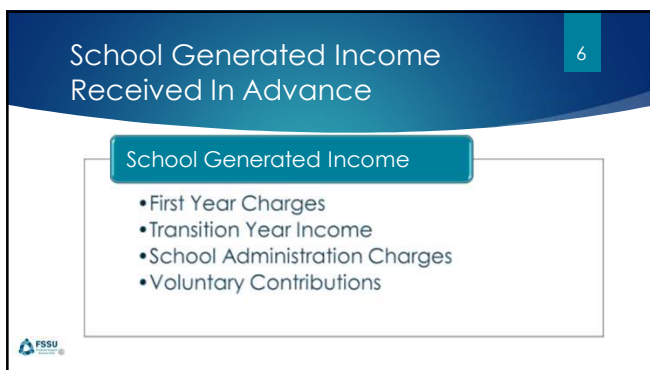 School Generated Income
Received In Advance
6
School Generated Income
•First Year Charges
•Transition Year Income
•School Administration Charges
•Voluntary Contributions
FSSU